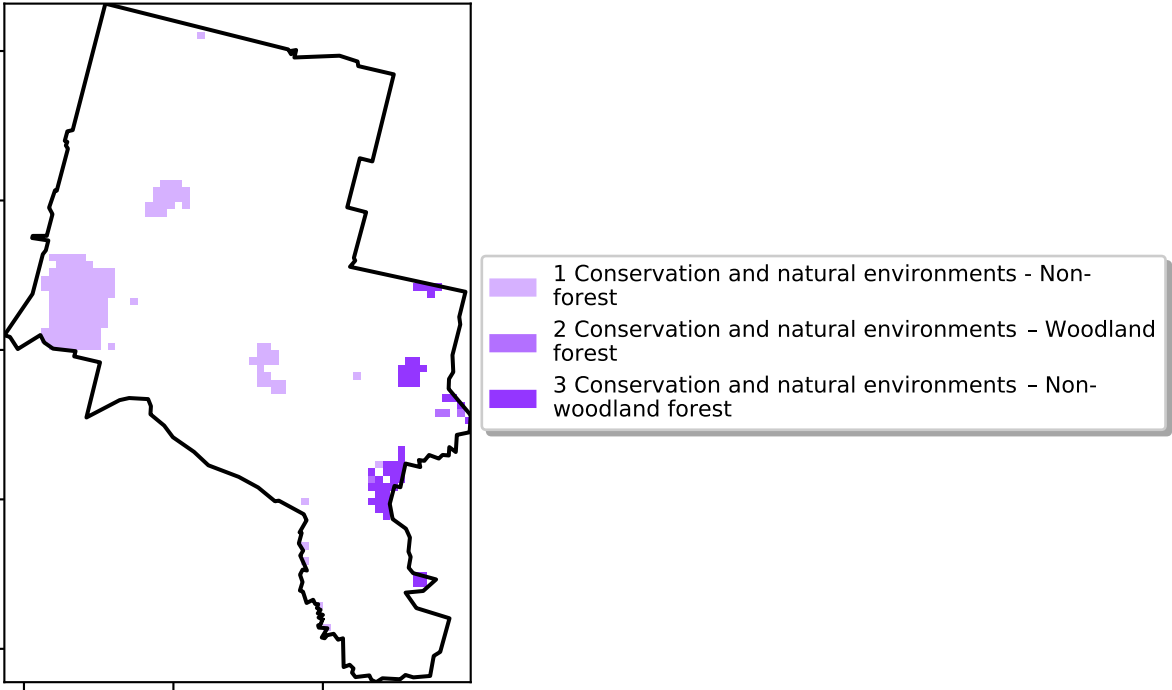 1 Conservation and natural environments - Non-
forest
2 Conservation and natural environments – Woodland
forest
3 Conservation and natural environments – Non-
woodland forest